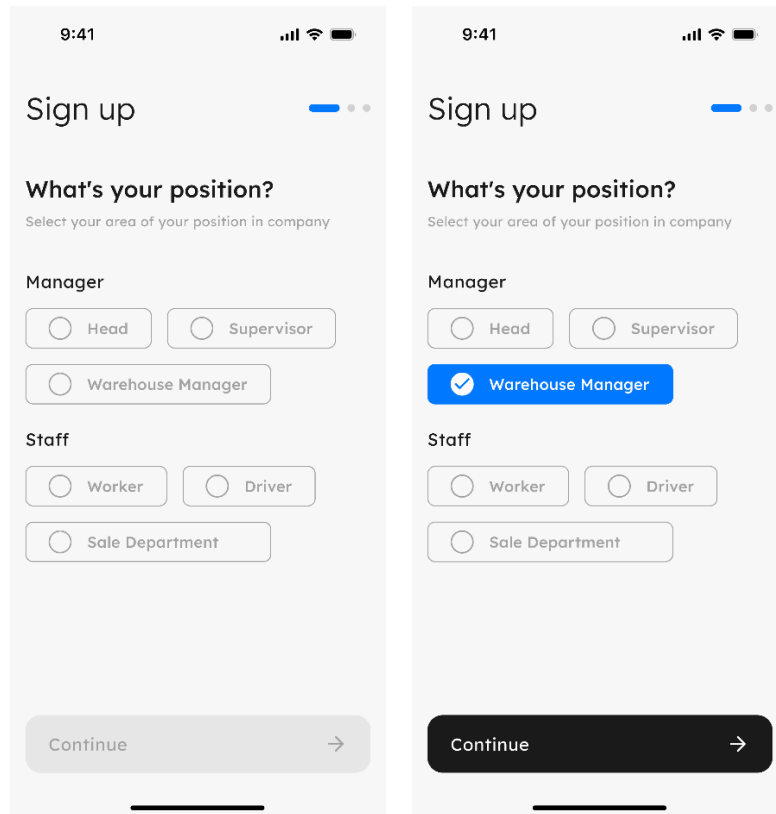 9:41
Sign up
What's your position?
Select your area of your position in company
Manager
Head
Supervisor
Warehouse Manager
Staff
Worker
Driver
Sale Department
Continue
9:41
Sign up
What's your position?
Select your area of your position in company
Manager
Head
Supervisor
Warehouse Manager
Staff
Worker
Driver
Sale Department
Continue